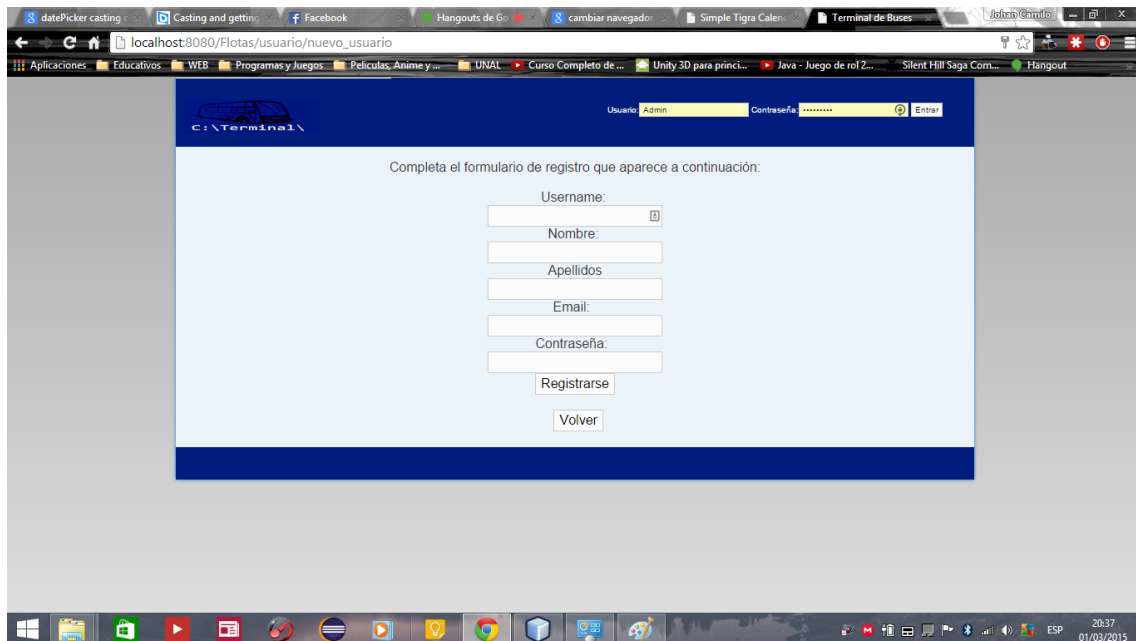 datePicker casting c
Casting and getting
Facebook
Hangouts de Go
cambiar navegador
Simple Tigra Calen
Terminal de Buses
Johan Camilo
localhost:8080/Flotas/usuario/nuevo_usuario
Aplicaciones Educativos WEB Programas y Juegos Peliculas, Anime y ... UNAL Curso Completo de ... Unity 3D para princi... Java - Juego de rol 2... Silent Hill Saga Com... Hangout
C:\Terminal\
Usuario: Admin Contraseña: ········· Entrar
Completa el formulario de registro que aparece a continuación:
Username:
Nombre:
Apellidos
Email:
Contraseña:
Registrarse
Volver
ESP
20:37
01/03/2015